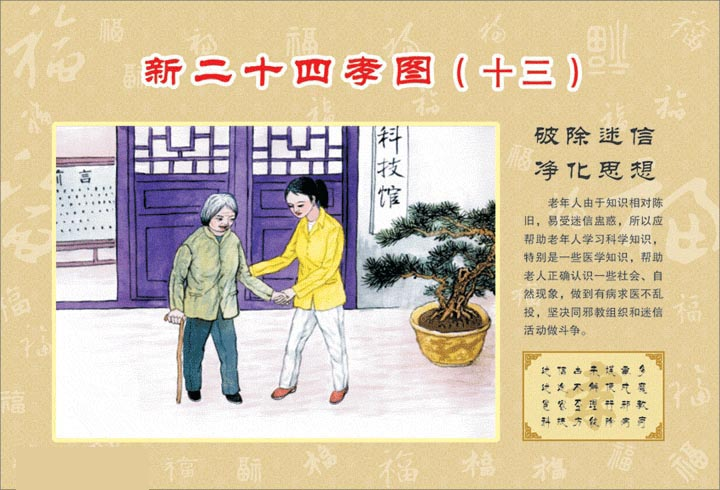 新二十四孝图（十三）
前言
科技馆
破除迷信
净化思想
老年人由于知识相对陈
旧，易受迷信蛊惑，所以应
帮助老年人学习科学知识，
特别是一些医学知识，帮助
老人正确认识一些社会、自
然现象，做到有病求医不乱
投，坚决同邪教组织和迷信
活动做斗争。